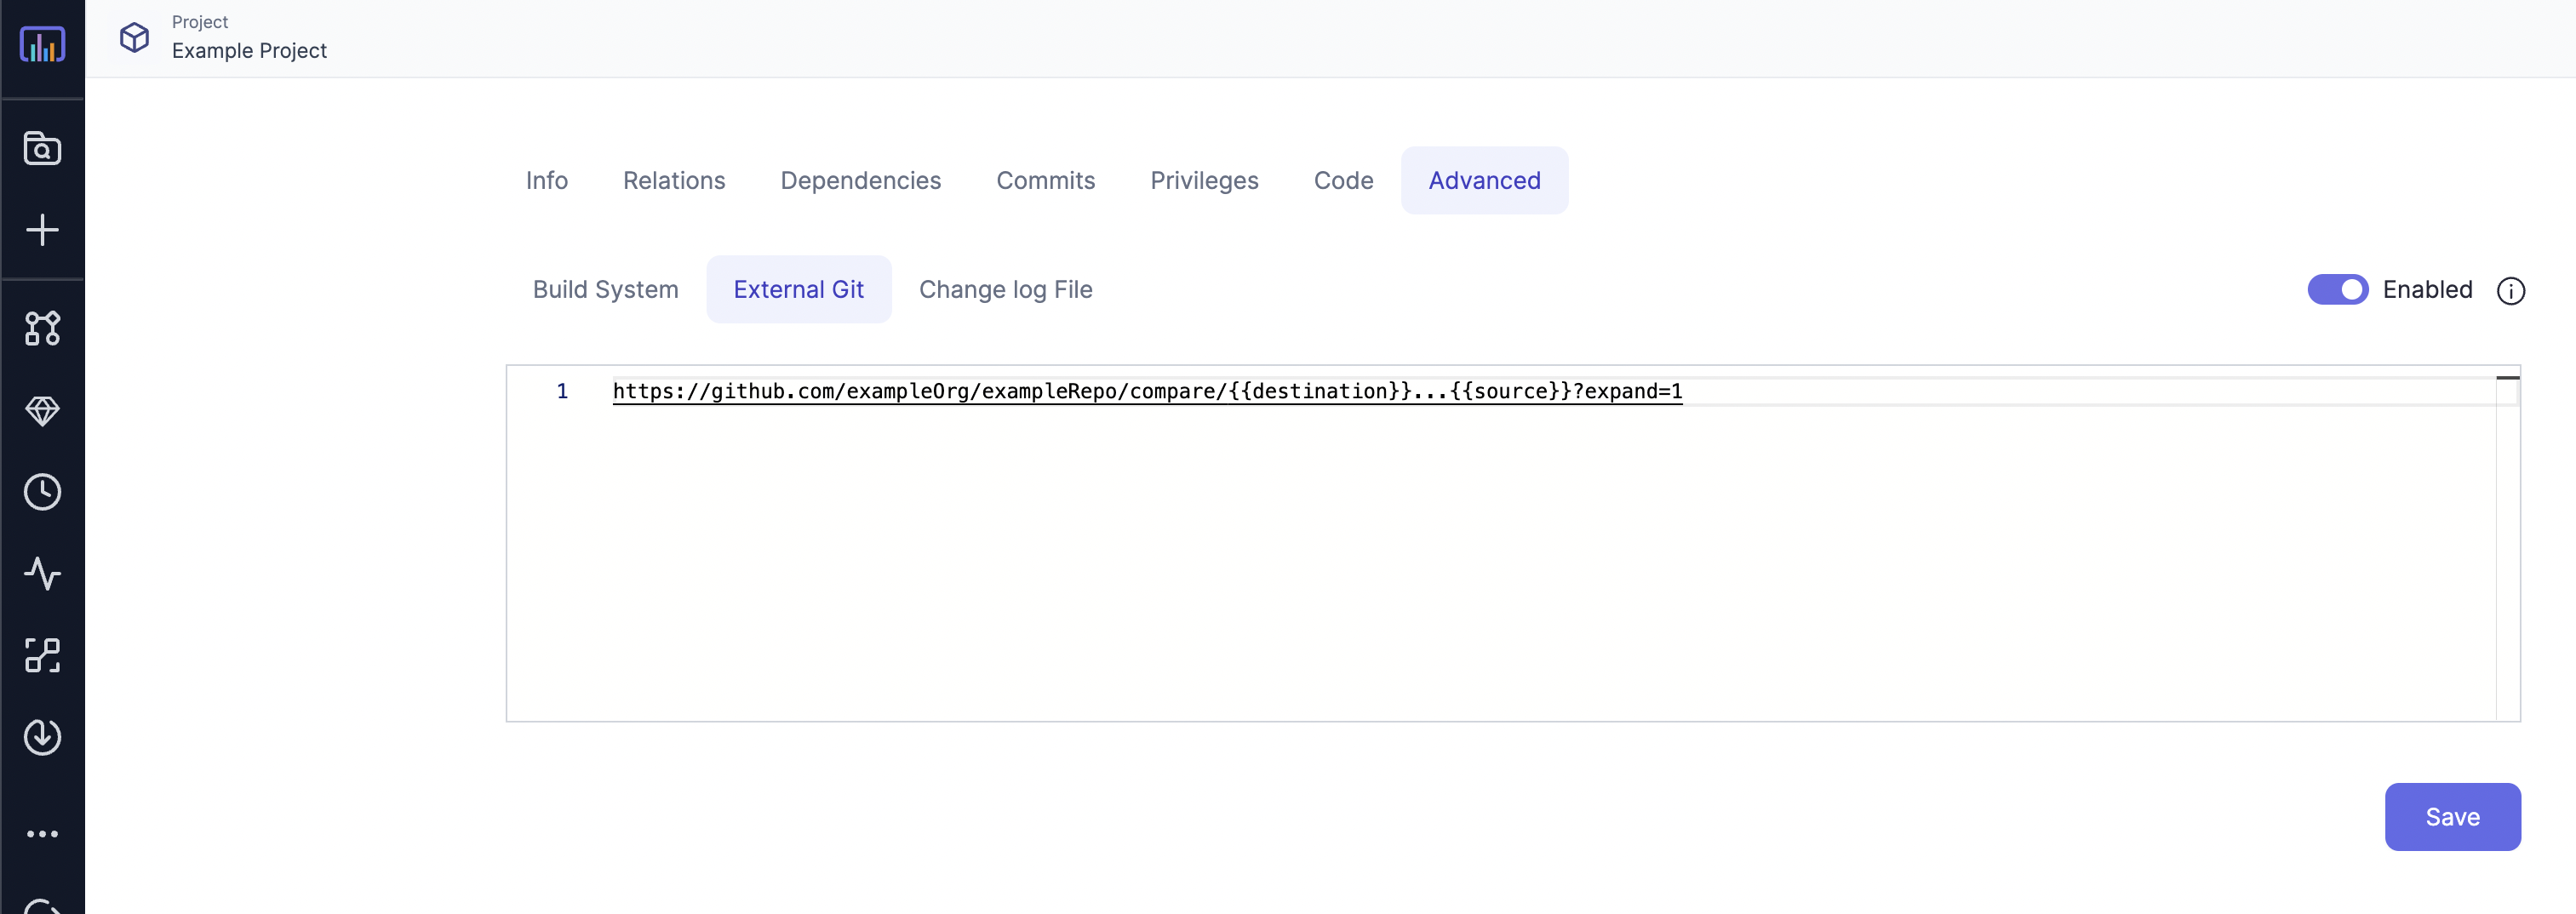 Project
Example Project
Info Relations Dependencies Commits Privileges Code Advanced
Build System External Git Change log File Enabled
1 https://github.com/exampleOrg/exampleRepo/compare/{{destination}}...{{source}}?expand=1
Save